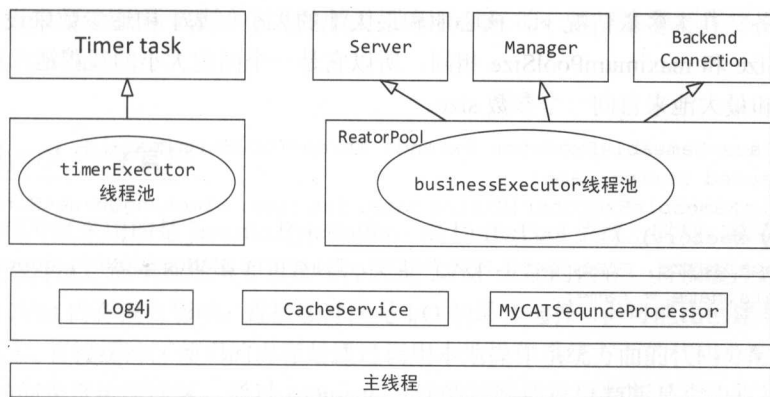 Timer task
Server
Manager
Backend
Connection
timerExecutor
线程池
ReatorPool
businessExecutor线程池
Log4j
CacheService
MyCATSequnceProcessor
主线程